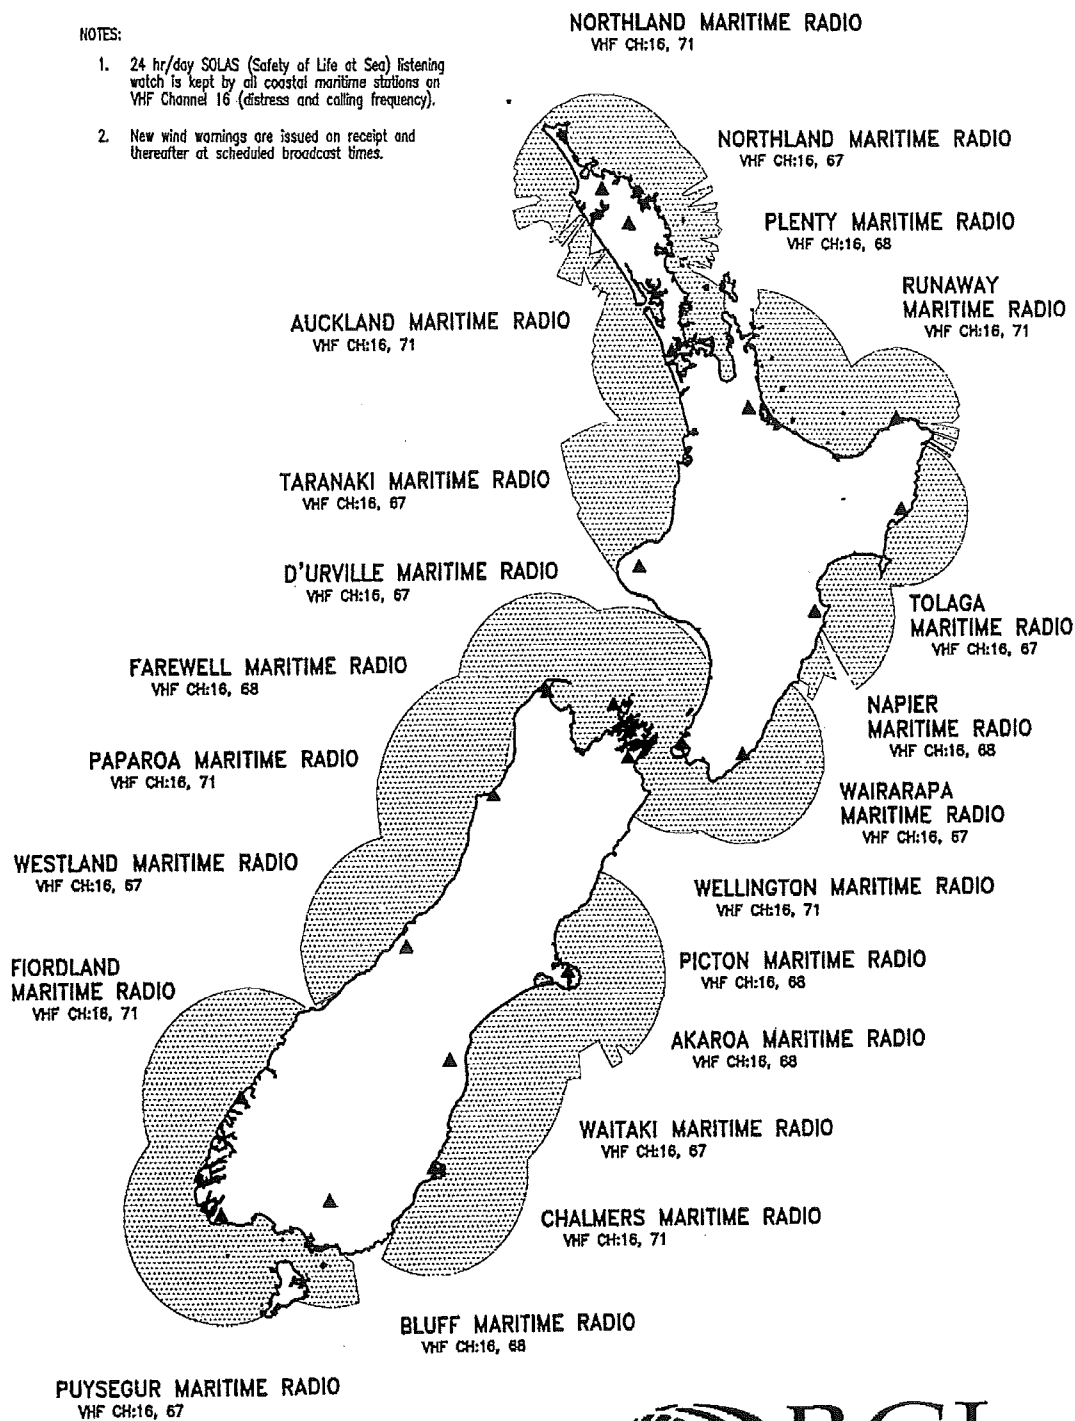 NORTHLAND MARITIME RADIO
VHF CH:16, 71
NOTES:
1. 24 hr/day SOLAS (Safety of Life at Sea) listening
watch is kept by all coastal maritime stations on
VHF Channel 16 (distress and calling frequency).
2. New wind warnings are issued on receipt and
thereafter at scheduled broadcast times.
NORTHLAND MARITIME RADIO
VHF CH:16, 67
PLENTY MARITIME RADIO
VHF CH:16, 68
RUNAWAY
MARITIME RADIO
VHF CH:16, 71
AUCKLAND MARITIME RADIO
VHF CH:16, 71
TARANAKI MARITIME RADIO
VHF CH:16, 67
D'URVILLE MARITIME RADIO
VHF CH:16, 67
TOLAGA
MARITIME RADIO
VHF CH:16, 67
FAREWELL MARITIME RADIO
VHF CH:16, 68
NAPIER
MARITIME RADIO
VHF CH:16, 68
PAPAROA MARITIME RADIO
VHF CH:16, 71
WAIRARAPA
MARITIME RADIO
VHF CH:16, 67
WESTLAND MARITIME RADIO
VHF CH:16, 67
WELLINGTON MARITIME RADIO
VHF CH:16, 71
FIORDLAND
MARITIME RADIO
VHF CH:16, 71
PICTON MARITIME RADIO
VHF CH:16, 68
AKAROA MARITIME RADIO
VHF CH:16, 68
WAITAKI MARITIME RADIO
VHF CH:16, 67
CHALMERS MARITIME RADIO
VHF CH:16, 71
BLUFF MARITIME RADIO
VHF CH:16, 68
PUYSEGUR MARITIME RADIO
VHF CH:16, 67